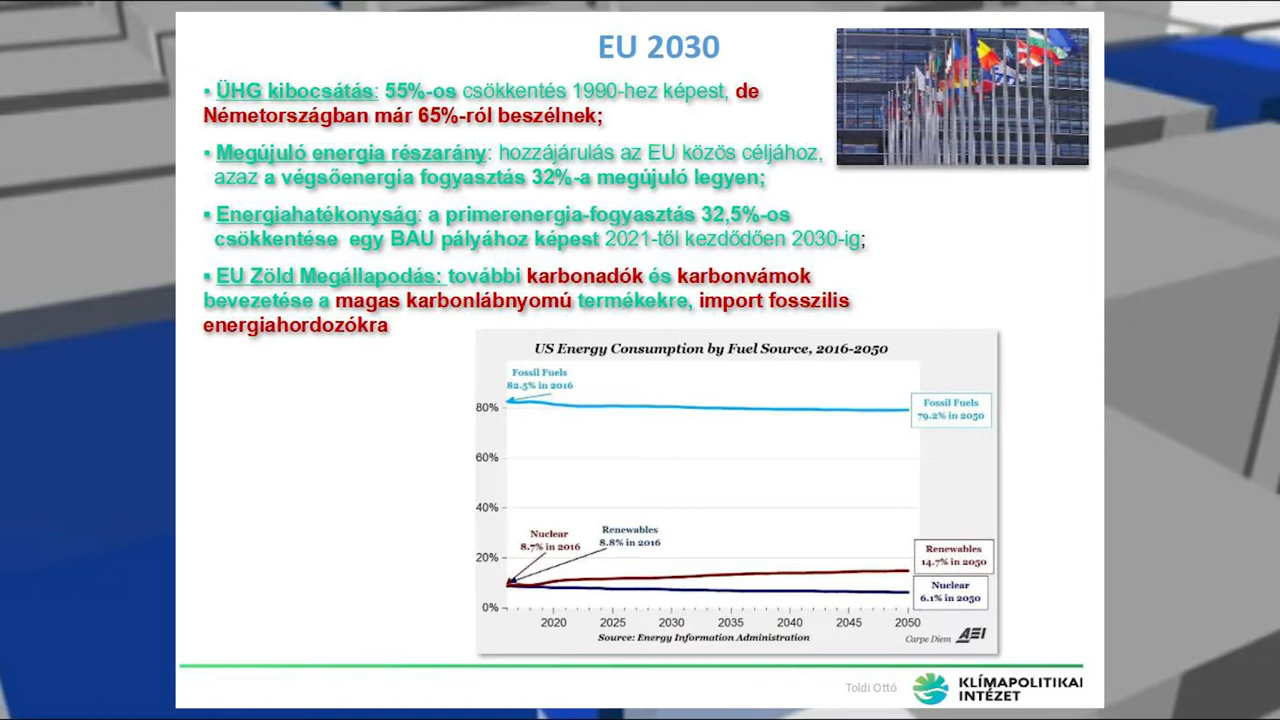 EU 2030
▪ ÜHG kibocsátás: 55%-os csökkentés 1990-hez képest, de
Németországban már 65%-ról beszélnek;
▪ Megújuló energia részarány: hozzájárulás az EU közös céljához,
azaz a végsőenergia fogyasztás 32%-a megújuló legyen;
▪ Energiahatékonyság: a primerenergia-fogyasztás 32,5%-os
csökkentése egy BAU pályához képest 2021-től kezdődően 2030-ig;
▪ EU Zöld Megállapodás: további karbonadók és karbonvámok
bevezetése a magas karbonlábnyomú termékekre, import fosszilis
energiahordozókra
US Energy Consumption by Fuel Source, 2016-2050
Fossil Fuels
82.5% in 2016
80%
Fossil Fuels
79.2% in 2050
60%
40%
Nuclear
8.7% in 2016
Renewables
8.8% in 2016
20%
Renewables
14.7% in 2050
Nuclear
6.1% in 2050
0%
2020 2025 2030 2035 2040 2045 2050
Source: Energy Information Administration
Carpe Diem AEI
Toldi Ottó
KLÍMAPOLITIKAI
INTÉZET